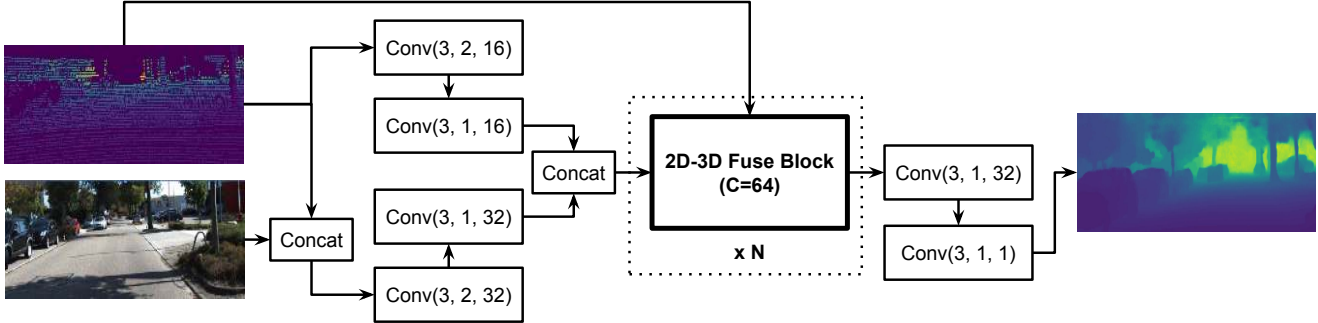 Conv(3, 2, 16)
Conv(3, 1, 16)
Concat
Conv(3, 1, 32)
Conv(3, 2, 32)
Concat
2D-3D Fuse Block
(C=64)
x N
Conv(3, 1, 32)
Conv(3, 1, 1)